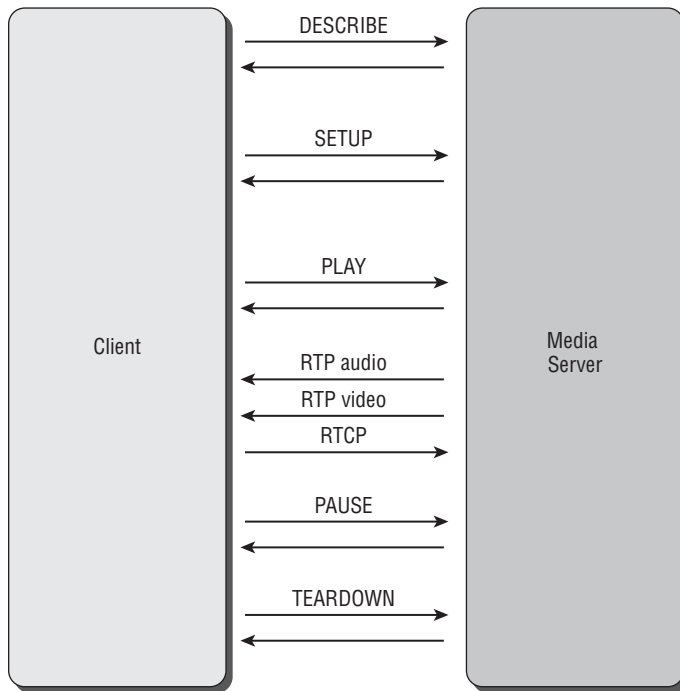 DESCRIBE
SETUP
PLAY
Client
Media
Server
RTP audio
RTP video
RTCP
PAUSE
TEARDOWN